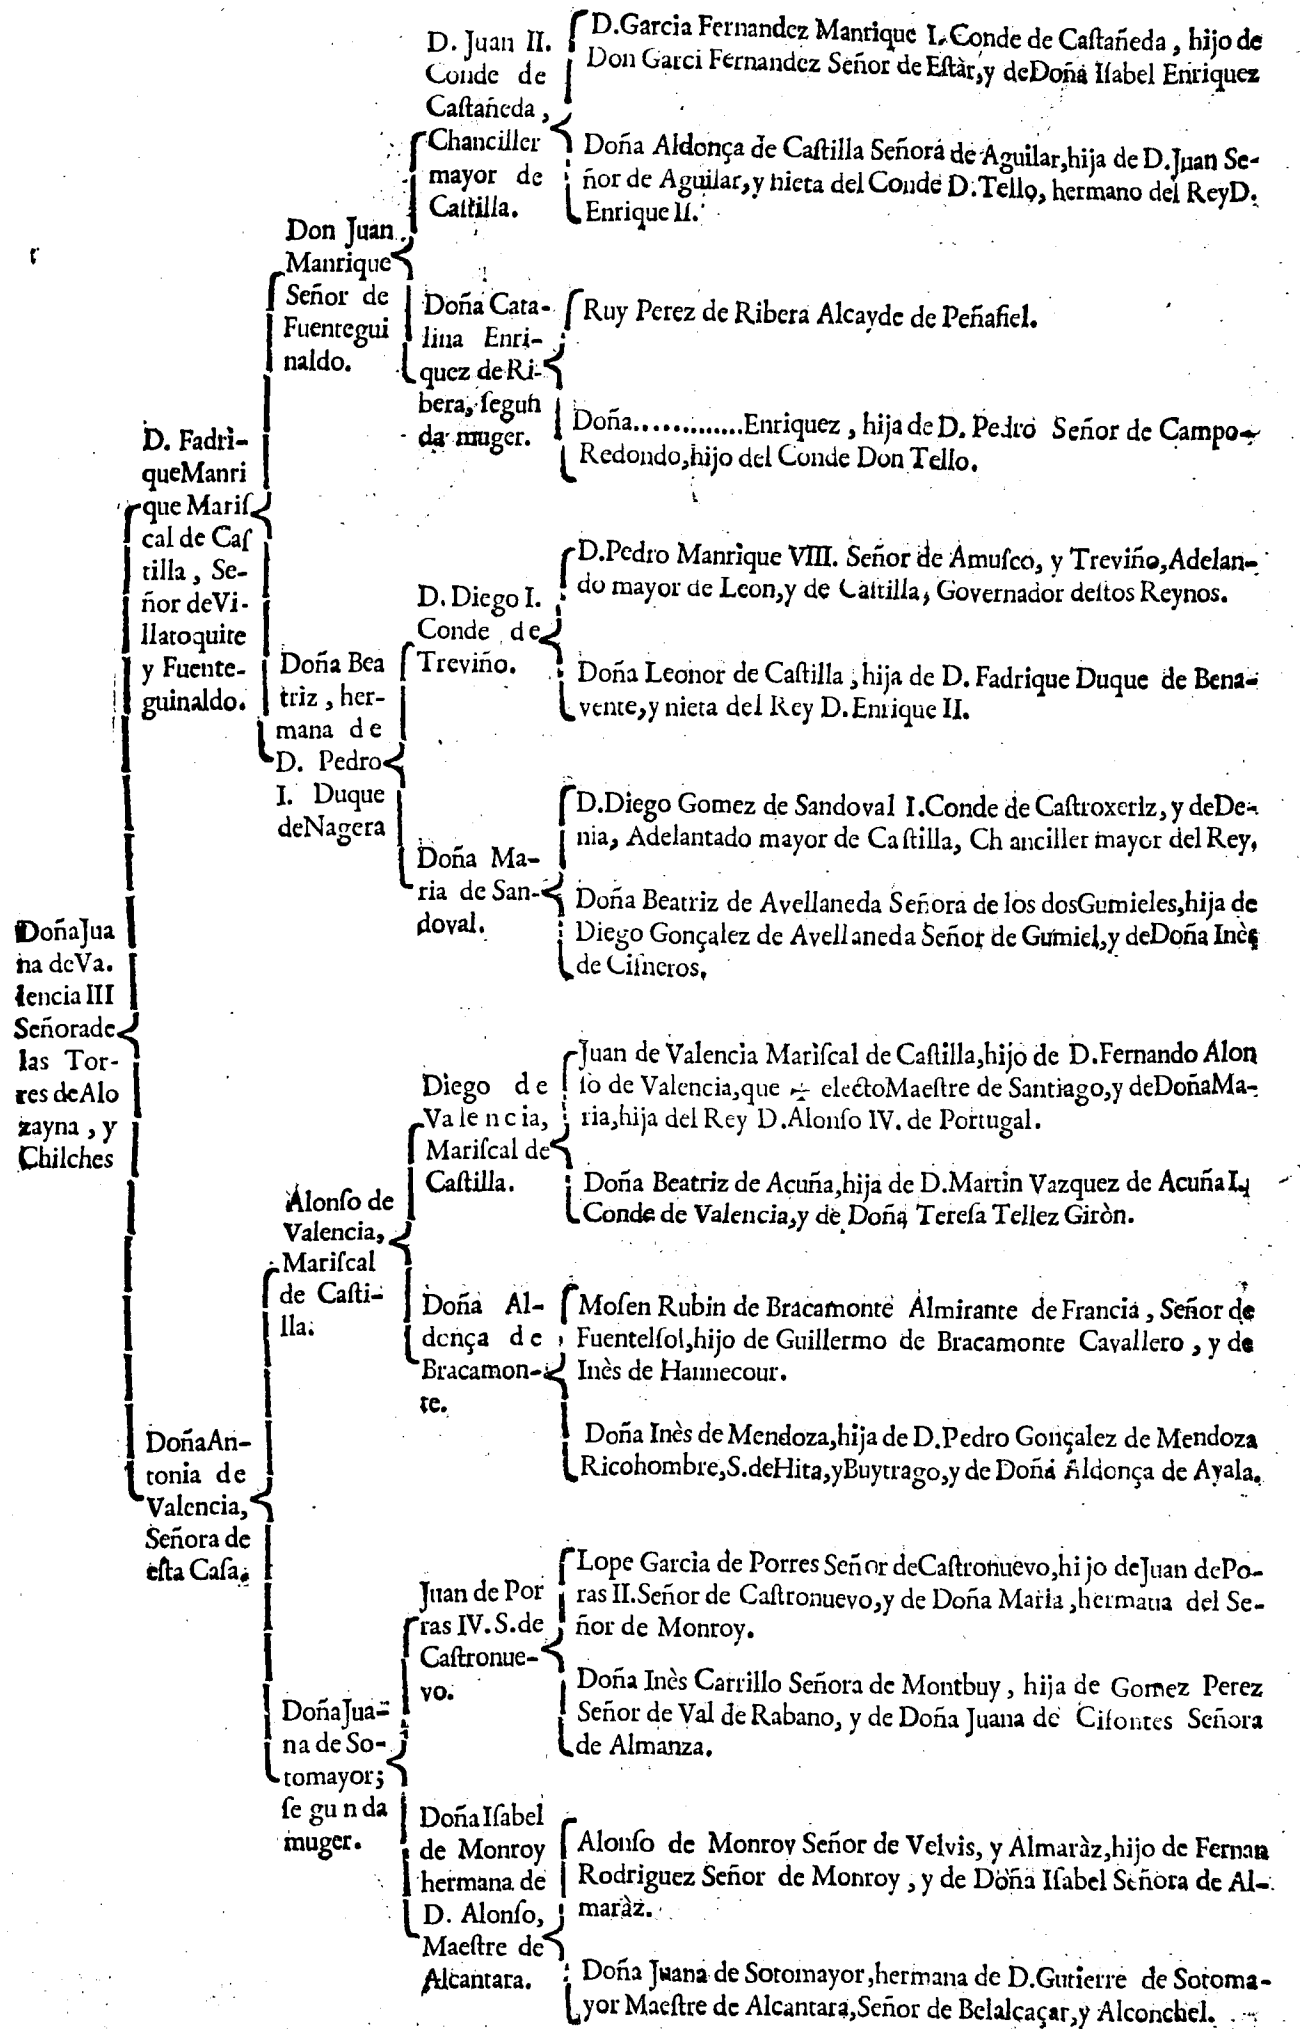 Doña Jua
na de Va.
lencia III
Señora de
las Tor-
res de Alo
zayna, y
Chilches
D. Fadri-
que Manri
que Mariſ
cal de Caſ
tilla, Se-
ñor de Vi-
llatoquite
y Fuente-
guinaldo.
Don Juan
Manrique
Señor de
Fuentegui
naldo.
D. Juan II.
Conde de
Caſtañeda,
Chanciller
mayor de
Caſtilla.
D. Garcia Fernandez Manrique I. Conde de Caſtañeda, hijo de
Don Garci Fernandez Señor de Eſtàr, y de Doña Iſabel Enriquez
Doña Aldonça de Caſtilla Señora de Aguilar, hija de D. Juan Se-
ñor de Aguilar, y nieta del Conde D. Tello, hermano del Rey D.
Enrique II.
Doña Cata-
lina Enri-
quez de Ri-
bera, ſegun
da muger.
Ruy Perez de Ribera Alcayde de Peñafiel.
Doña.............Enriquez, hija de D. Pedro Señor de Campo-
Redondo, hijo del Conde Don Tello.
Doña Bea
triz, her-
mana de
D. Pedro
I. Duque
de Nagera
D. Diego I.
Conde de
Treviño.
D. Pedro Manrique VIII. Señor de Amuſco, y Treviño, Adelan-
do mayor de Leon, y de Caſtilla, Governador deſtos Reynos.
Doña Leonor de Caſtilla, hija de D. Fadrique Duque de Bena-
vente, y nieta del Rey D. Enrique II.
Doña Ma-
ria de San-
doval.
D. Diego Gomez de Sandoval I. Conde de Caſtroxeriz, y de De-
nia, Adelantado mayor de Caſtilla, Ch anciller mayor del Rey,
Doña Beatriz de Avellaneda Señora de los dos Gumieles, hija de
Diego Gonçalez de Avellaneda Señor de Gumiel, y de Doña Inès
de Ciſneros.
Doña An-
tonia de
Valencia,
Señora de
eſta Caſa.
Alonſo de
Valencia,
Mariſcal
de Caſti-
lla.
Diego de
Valencia,
Mariſcal de
Caſtilla.
Juan de Valencia Mariſcal de Caſtilla, hijo de D. Fernando Alon
ſo de Valencia, que ÷ electo Maeſtre de Santiago, y de Doña Ma-
ria, hija del Rey D. Alonſo IV. de Portugal.
Doña Beatriz de Acuña, hija de D. Martin Vazquez de Acuña I.
Conde de Valencia, y de Doña Tereſa Tellez Giròn.
Doña Al-
donça de
Bracamon-
te.
Moſen Rubin de Bracamonte Almirante de Francia, Señor de
Fuentelſol, hijo de Guillermo de Bracamonte Cavallero, y de
Inès de Hannecour.
Doña Inès de Mendoza, hija de D. Pedro Gonçalez de Mendoza
Ricohombre, S. de Hita, y Buytrago, y de Doña Aldonça de Ayala.
Doña Jua-
na de So-
tomayor;
ſegunda
muger.
Juan de Por
ras IV. S. de
Caſtronue-
vo.
Lope Garcia de Porres Señor de Caſtronuevo, hijo de Juan de Po-
ras II. Señor de Caſtronuevo, y de Doña Maria, hermana del Se-
ñor de Monroy.
Doña Inès Carrillo Señora de Montbuy, hija de Gomez Perez
Señor de Val de Rabano, y de Doña Juana de Cifontes Señora
de Almanza.
Doña Iſabel
de Monroy
hermana de
D. Alonſo,
Maeſtre de
Alcantara.
Alonſo de Monroy Señor de Velvis, y Almaràz, hijo de Fernan
Rodriguez Señor de Monroy, y de Doña Iſabel Señora de Al-
maràz.
Doña Juana de Sotomayor, hermana de D. Gutierre de Sotoma-
yor Maeſtre de Alcantara, Señor de Belalcaçar, y Alconchel.